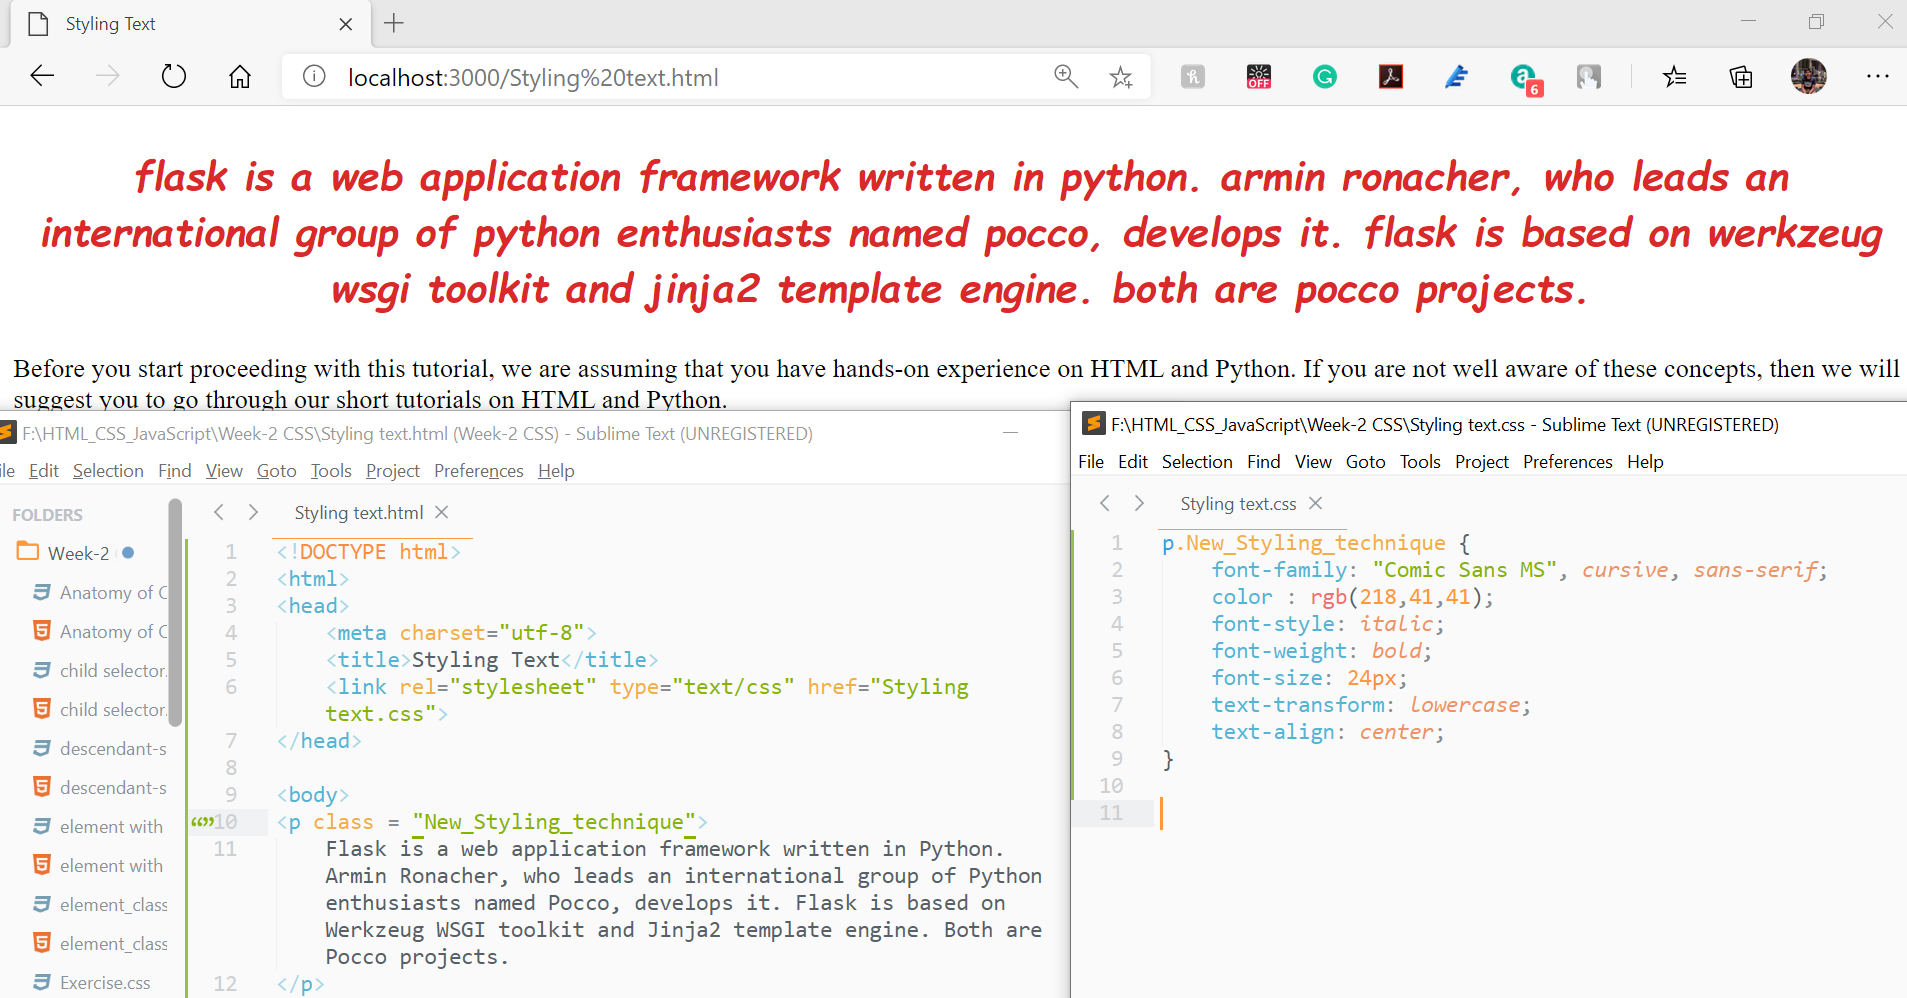 Styling Text
localhost:3000/Styling%20text.html
OFF
6
flask is a web application framework written in python. armin ronacher, who leads an
international group of python enthusiasts named pocco, develops it. flask is based on werkzeug
wsgi toolkit and jinja2 template engine. both are pocco projects.
Before you start proceeding with this tutorial, we are assuming that you have hands-on experience on HTML and Python. If you are not well aware of these concepts, then we will
suggest you to go through our short tutorials on HTML and Python.
F:\HTML_CSS_JavaScript\Week-2 CSS\Styling text.html (Week-2 CSS) - Sublime Text (UNREGISTERED)
ile Edit Selection Find View Goto Tools Project Preferences Help
FOLDERS
Week-2
Anatomy of C
Anatomy of C
child selector.
child selector.
descendant-s
descendant-s
element with
element with
element_class
element_class
Exercise.css
Styling text.html
1 <!DOCTYPE html>
2 <html>
3 <head>
4 <meta charset="utf-8">
5 <title>Styling Text</title>
6 <link rel="stylesheet" type="text/css" href="Styling
text.css">
7 </head>
8
9 <body>
10 <p class = "New_Styling_technique">
11 Flask is a web application framework written in Python.
Armin Ronacher, who leads an international group of Python
enthusiasts named Pocco, develops it. Flask is based on
Werkzeug WSGI toolkit and Jinja2 template engine. Both are
Pocco projects.
12 </p>
F:\HTML_CSS_JavaScript\Week-2 CSS\Styling text.css - Sublime Text (UNREGISTERED)
File Edit Selection Find View Goto Tools Project Preferences Help
Styling text.css
1 p.New_Styling_technique {
2 font-family: "Comic Sans MS", cursive, sans-serif;
3 color : rgb(218,41,41);
4 font-style: italic;
5 font-weight: bold;
6 font-size: 24px;
7 text-transform: lowercase;
8 text-align: center;
9 }
10
11